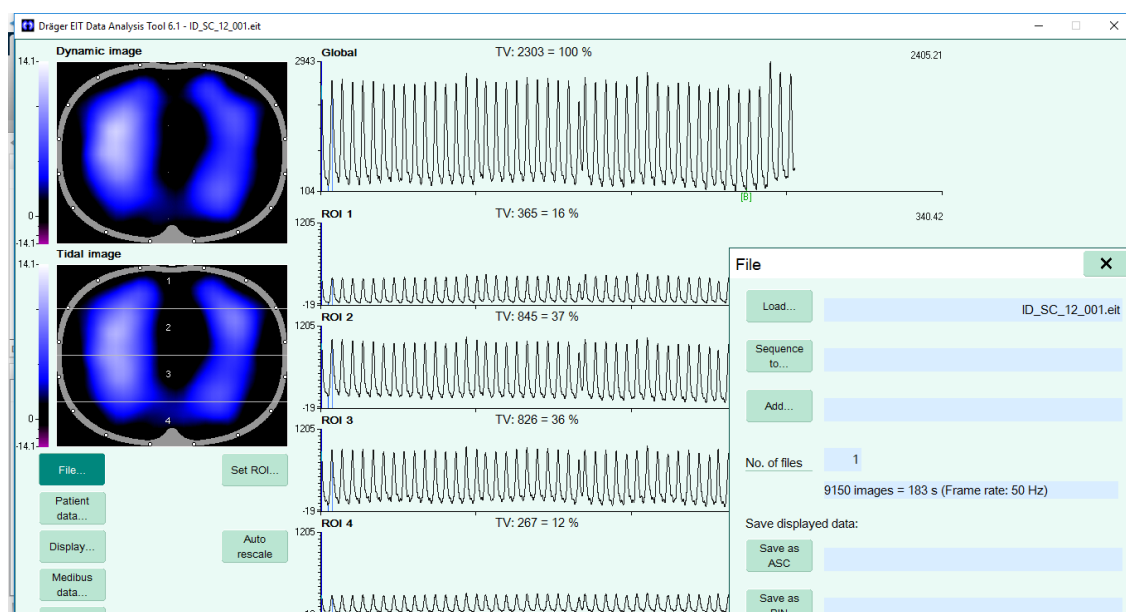 Dräger EIT Data Analysis Tool 6.1 - ID_SC_12_001.eit
Dynamic image
14.1-
0-
-14.1-
Tidal image
14.1-
1
2
3
4
0-
-14.1-
File...
Set ROI...
Patient
data...
Display...
Auto
rescale
Medibus
data...
Global
TV: 2303 = 100 %
2405.21
2943
104
[B]
ROI 1
TV: 365 = 16 %
340.42
1205
-19
ROI 2
TV: 845 = 37 %
1205
-19
ROI 3
TV: 826 = 36 %
1205
-19
ROI 4
TV: 267 = 12 %
1205
File
Load...
ID_SC_12_001.eit
Sequence
to...
Add...
No. of files
1
9150 images = 183 s (Frame rate: 50 Hz)
Save displayed data:
Save as
ASC
Save as